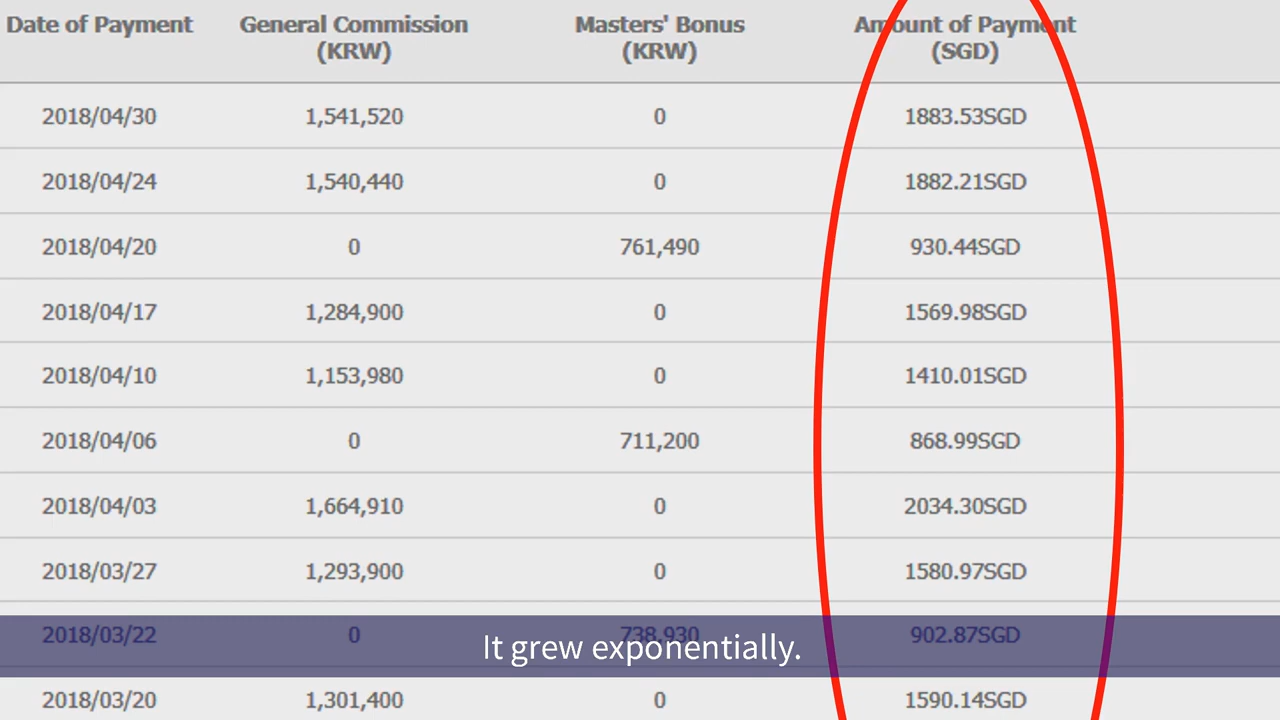 Date of Payment General Commission (KRW) Masters' Bonus (KRW) Amount of Payment (SGD)
2018/04/30 1,541,520 0 1883.53SGD
2018/04/24 1,540,440 0 1882.21SGD
2018/04/20 0 761,490 930.44SGD
2018/04/17 1,284,900 0 1569.98SGD
2018/04/10 1,153,980 0 1410.01SGD
2018/04/06 0 711,200 868.99SGD
2018/04/03 1,664,910 0 2034.30SGD
2018/03/27 1,293,900 0 1580.97SGD
2018/03/22 0 738,930 902.87SGD
It grew exponentially.
2018/03/20 1,301,400 0 1590.14SGD